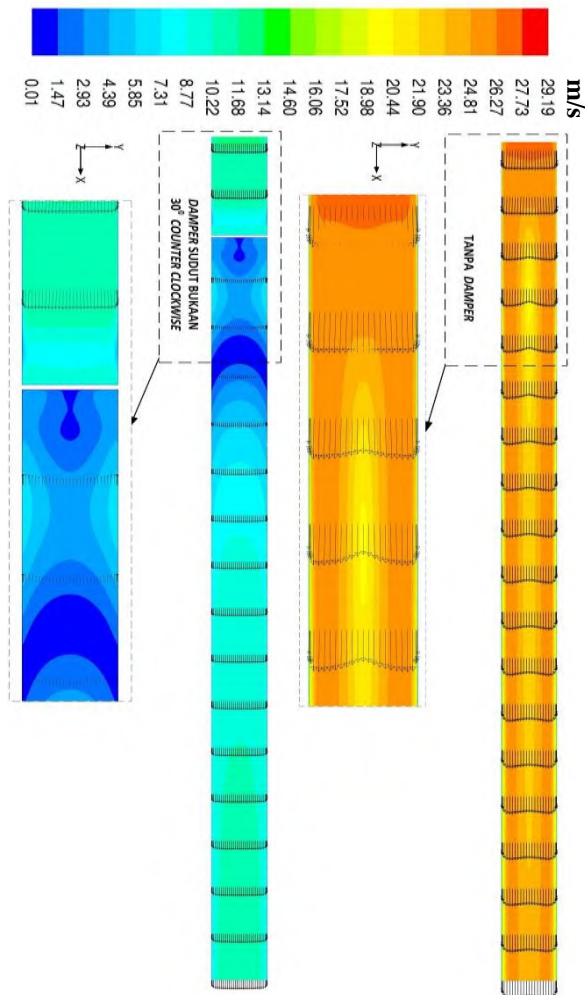 m/s
0.01
1.47
2.93
4.39
5.85
7.31
8.77
10.22
11.68
13.14
14.60
16.06
17.52
18.98
20.44
21.90
23.36
24.81
26.27
27.73
29.19
TANPA DAMPER
Y
Z
X
DAMPER SUDUT BUKAAN
30⁰ COUNTER CLOCKWISE
Y
Z
X